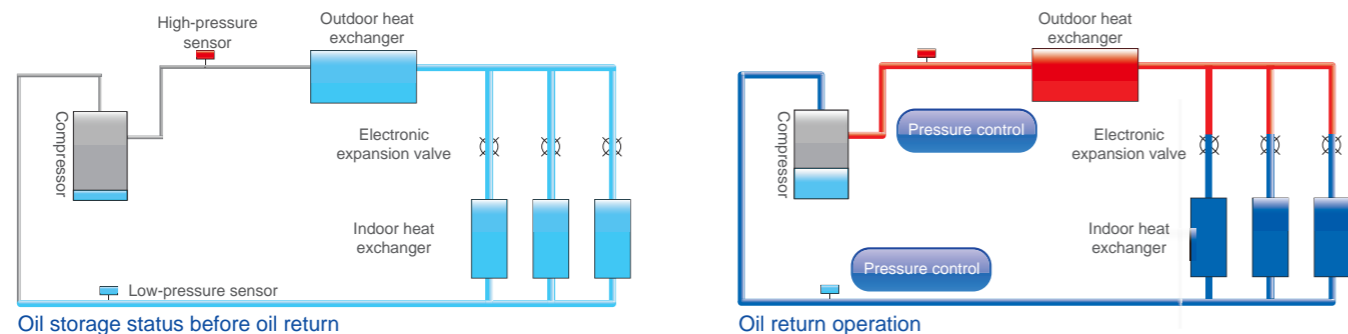 High-pressure
sensor
Outdoor heat
exchanger
Compressor
Electronic
expansion valve
Indoor heat
exchanger
Low-pressure sensor
Oil storage status before oil return
Outdoor heat
exchanger
Compressor
Pressure control
Electronic
expansion valve
Indoor heat
exchanger
Pressure control
Oil return operation